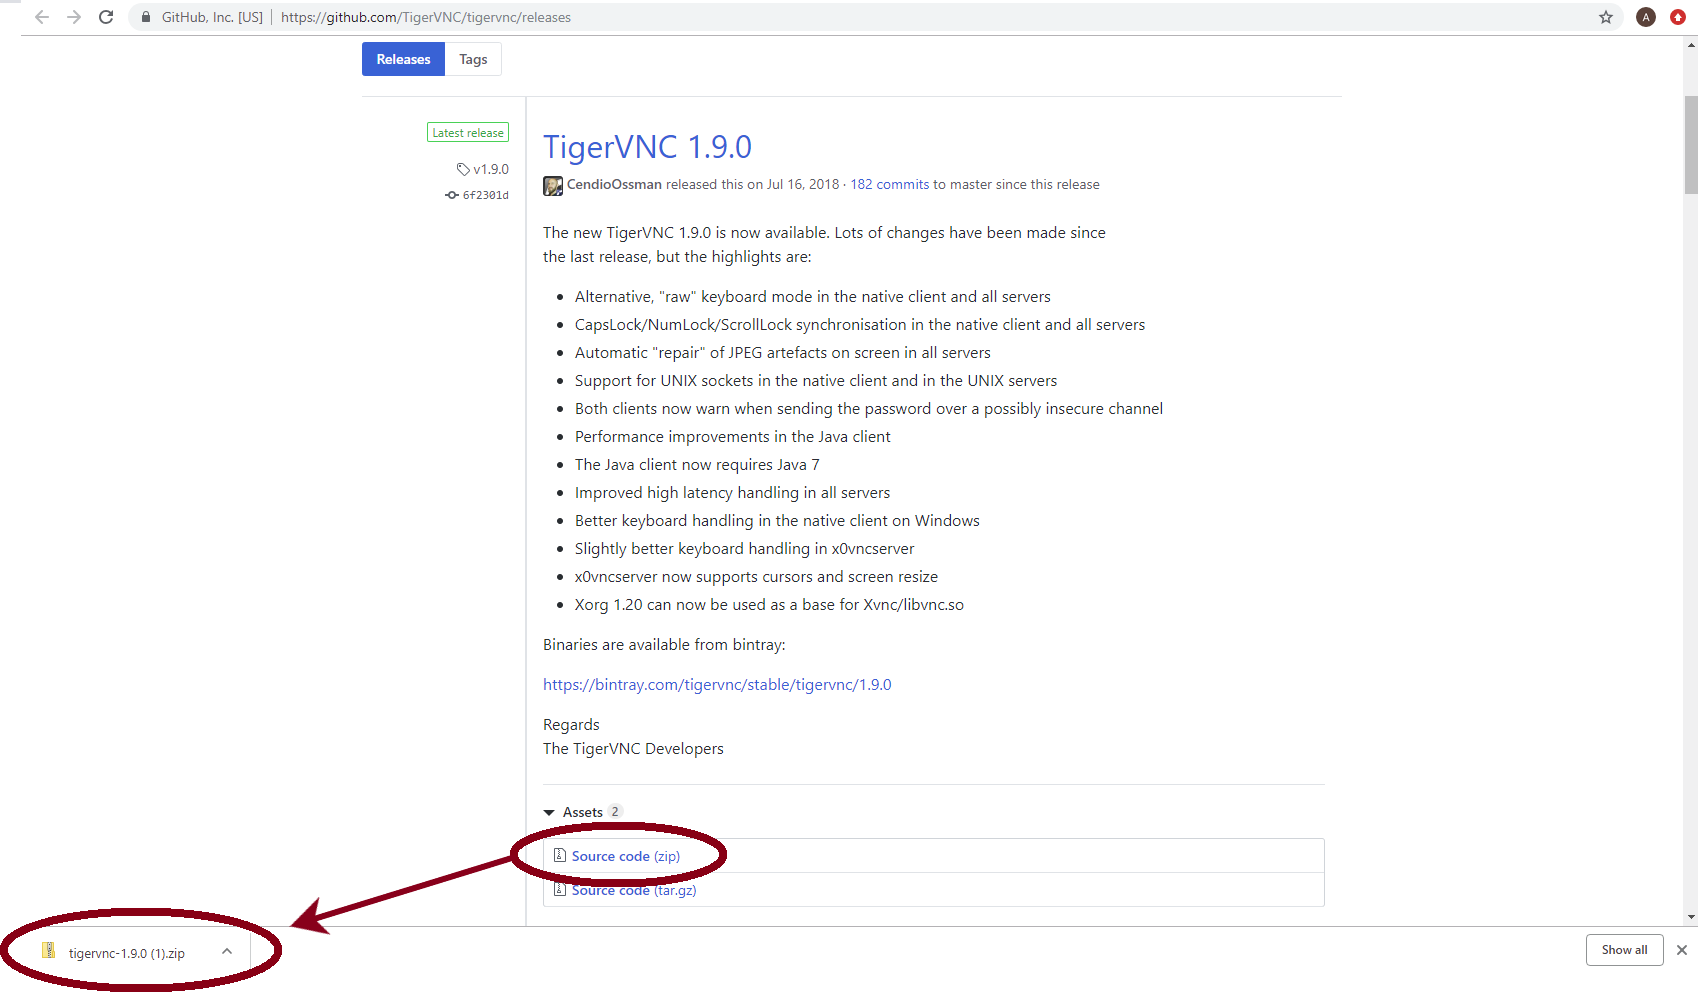 GitHub, Inc. [US] | https://github.com/TigerVNC/tigervnc/releases
A
Releases Tags
Latest release
v1.9.0
6f2301d
TigerVNC 1.9.0
CendioOssman released this on Jul 16, 2018 · 182 commits to master since this release
The new TigerVNC 1.9.0 is now available. Lots of changes have been made since
the last release, but the highlights are:
• Alternative, "raw" keyboard mode in the native client and all servers
• CapsLock/NumLock/ScrollLock synchronisation in the native client and all servers
• Automatic "repair" of JPEG artefacts on screen in all servers
• Support for UNIX sockets in the native client and in the UNIX servers
• Both clients now warn when sending the password over a possibly insecure channel
• Performance improvements in the Java client
• The Java client now requires Java 7
• Improved high latency handling in all servers
• Better keyboard handling in the native client on Windows
• Slightly better keyboard handling in x0vncserver
• x0vncserver now supports cursors and screen resize
• Xorg 1.20 can now be used as a base for Xvnc/libvnc.so
Binaries are available from bintray:
https://bintray.com/tigervnc/stable/tigervnc/1.9.0
Regards
The TigerVNC Developers
Assets 2
Source code (zip)
Source code (tar.gz)
tigervnc-1.9.0 (1).zip
Show all